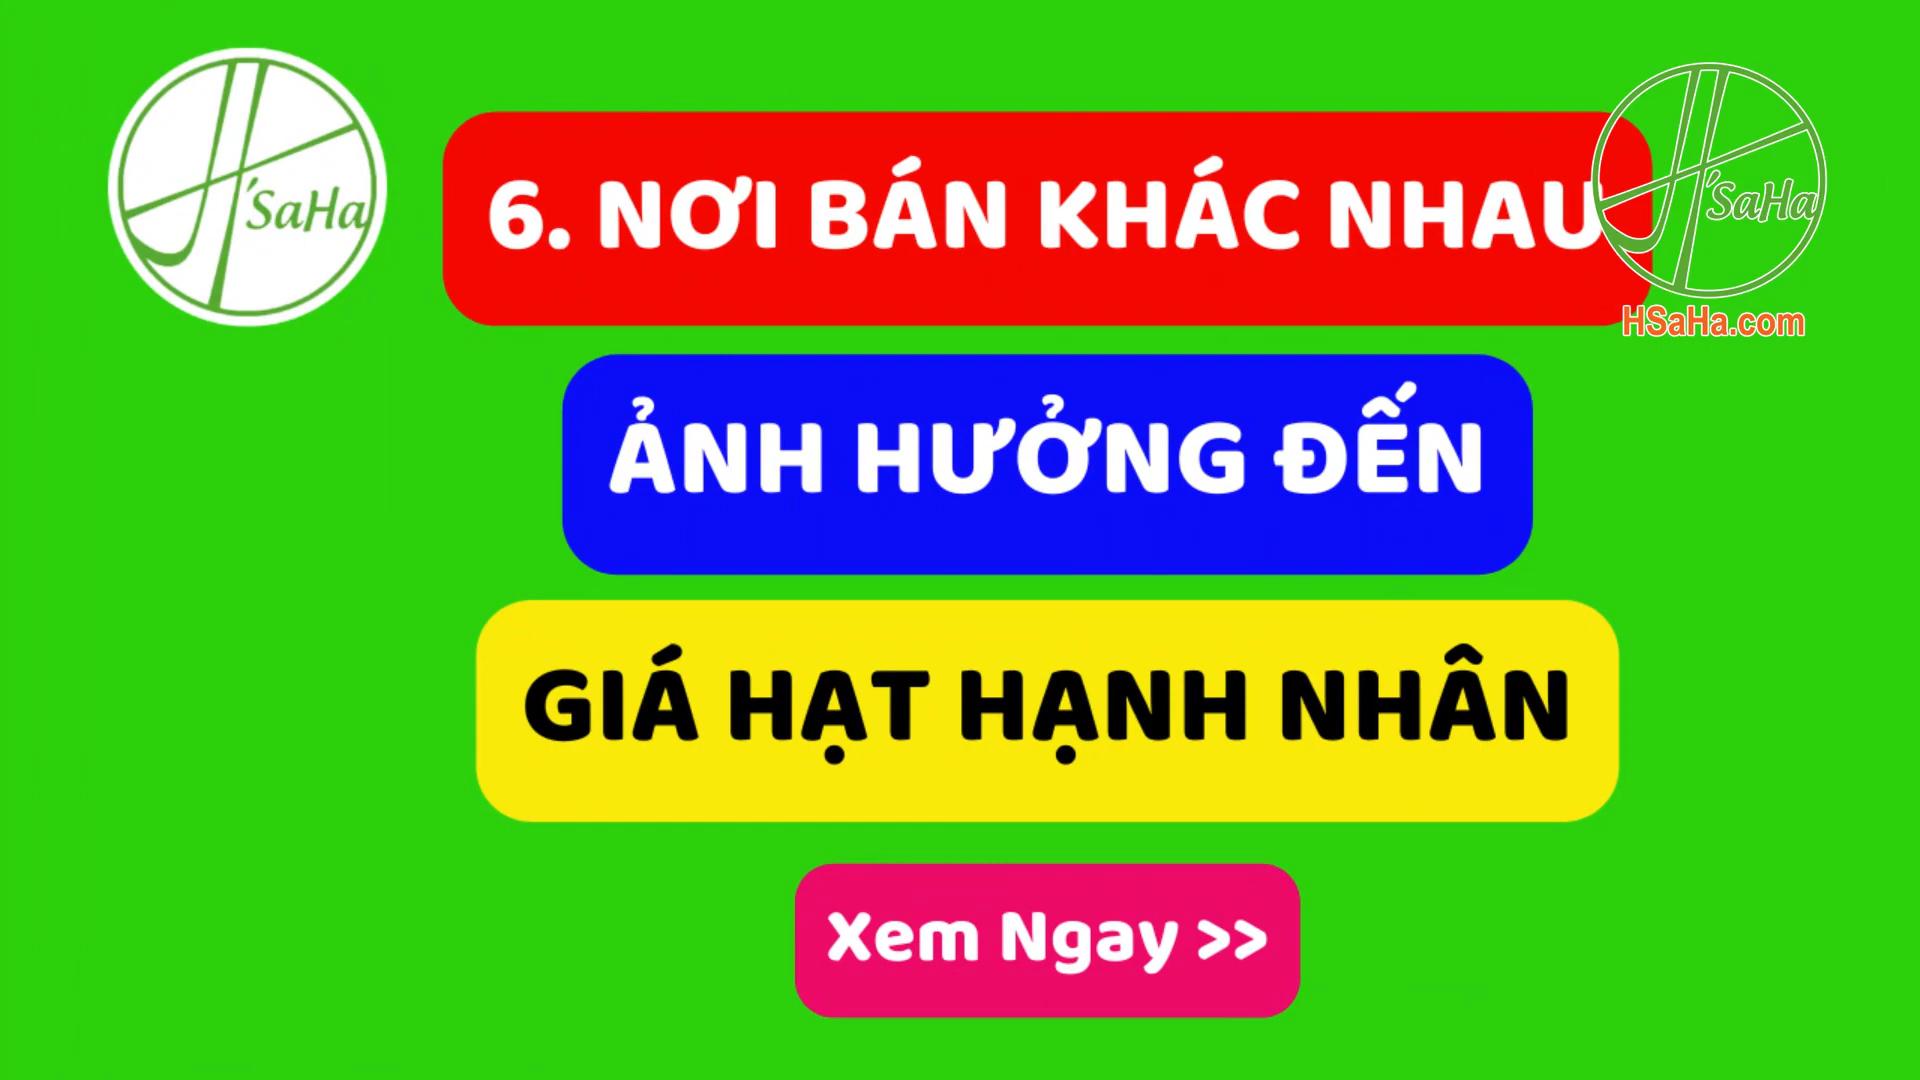 H'SaHa
6. NƠI BÁN KHÁC NHAU
H'SaHa
HSaHa.com
ẢNH HƯỞNG ĐẾN
GIÁ HẠT HẠNH NHÂN
Xem Ngay >>